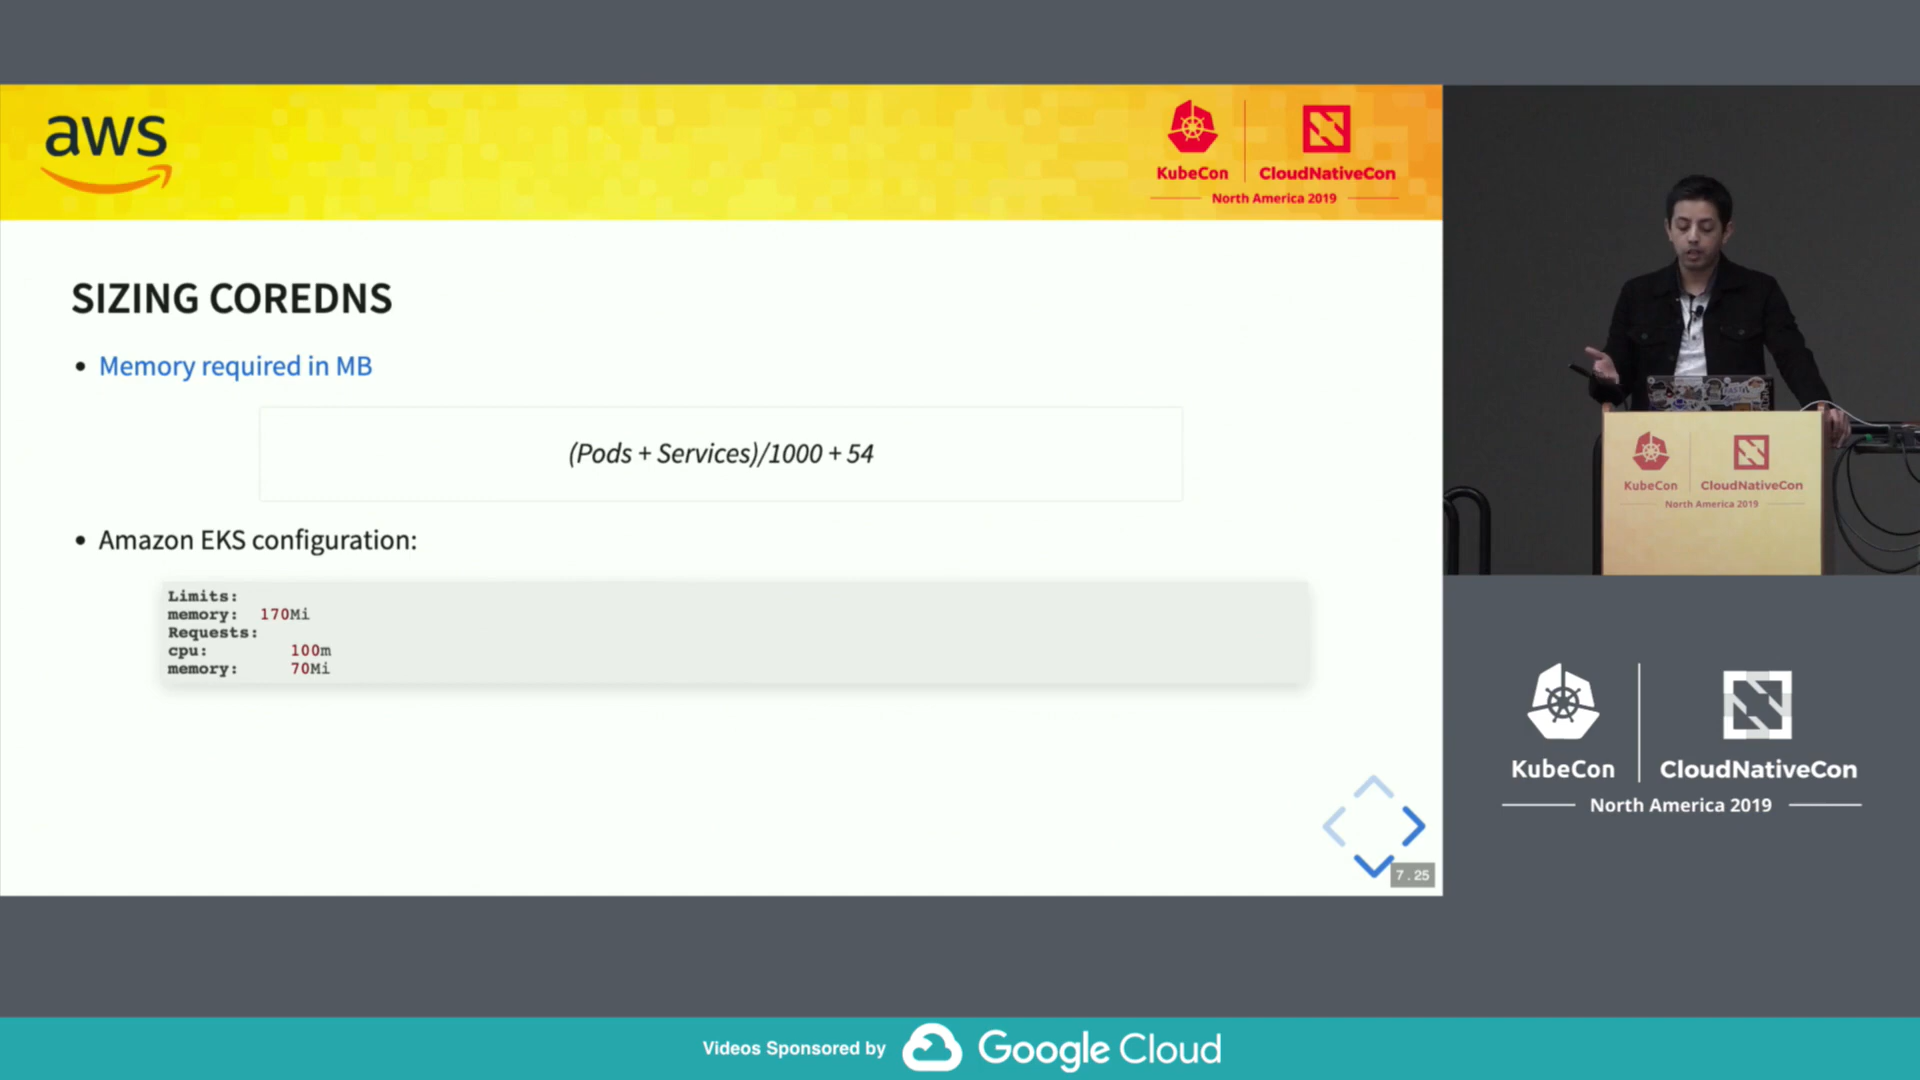 aws
KubeCon
CloudNativeCon
North America 2019
SIZING COREDNS
• Memory required in MB
(Pods + Services)/1000 + 54
• Amazon EKS configuration:
Limits:
memory: 170Mi
Requests:
cpu: 100m
memory: 70Mi
7.25
KubeCon
CloudNativeCon
North America 2019
KubeCon
CloudNativeCon
North America 2019
Videos Sponsored by Google Cloud